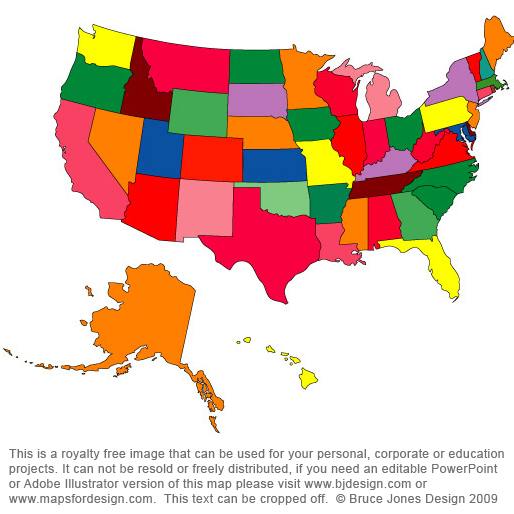 This is a royalty free image that can be used for your personal, corporate or education
projects. It can not be resold or freely distributed, if you need an editable PowerPoint
or Adobe Illustrator version of this map please visit www.bjdesign.com or
www.mapsfordesign.com.  This text can be cropped off.  © Bruce Jones Design 2009